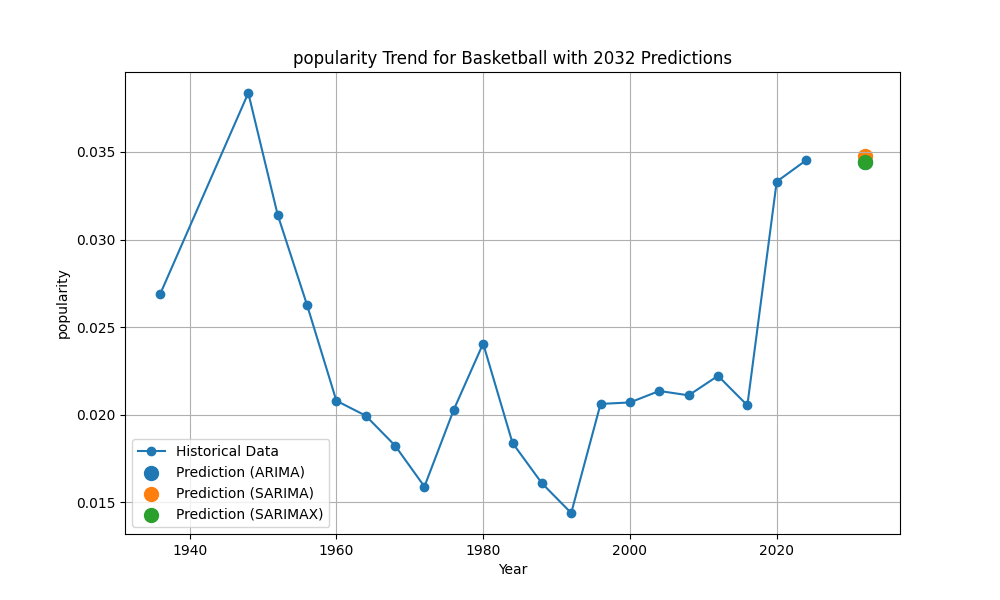 popularity Trend for Basketball with 2032 Predictions
0.035
0.030
0.025
0.020
0.015
popularity
Historical Data
Prediction (ARIMA)
Prediction (SARIMA)
Prediction (SARIMAX)
1940 1960 1980 2000 2020
Year